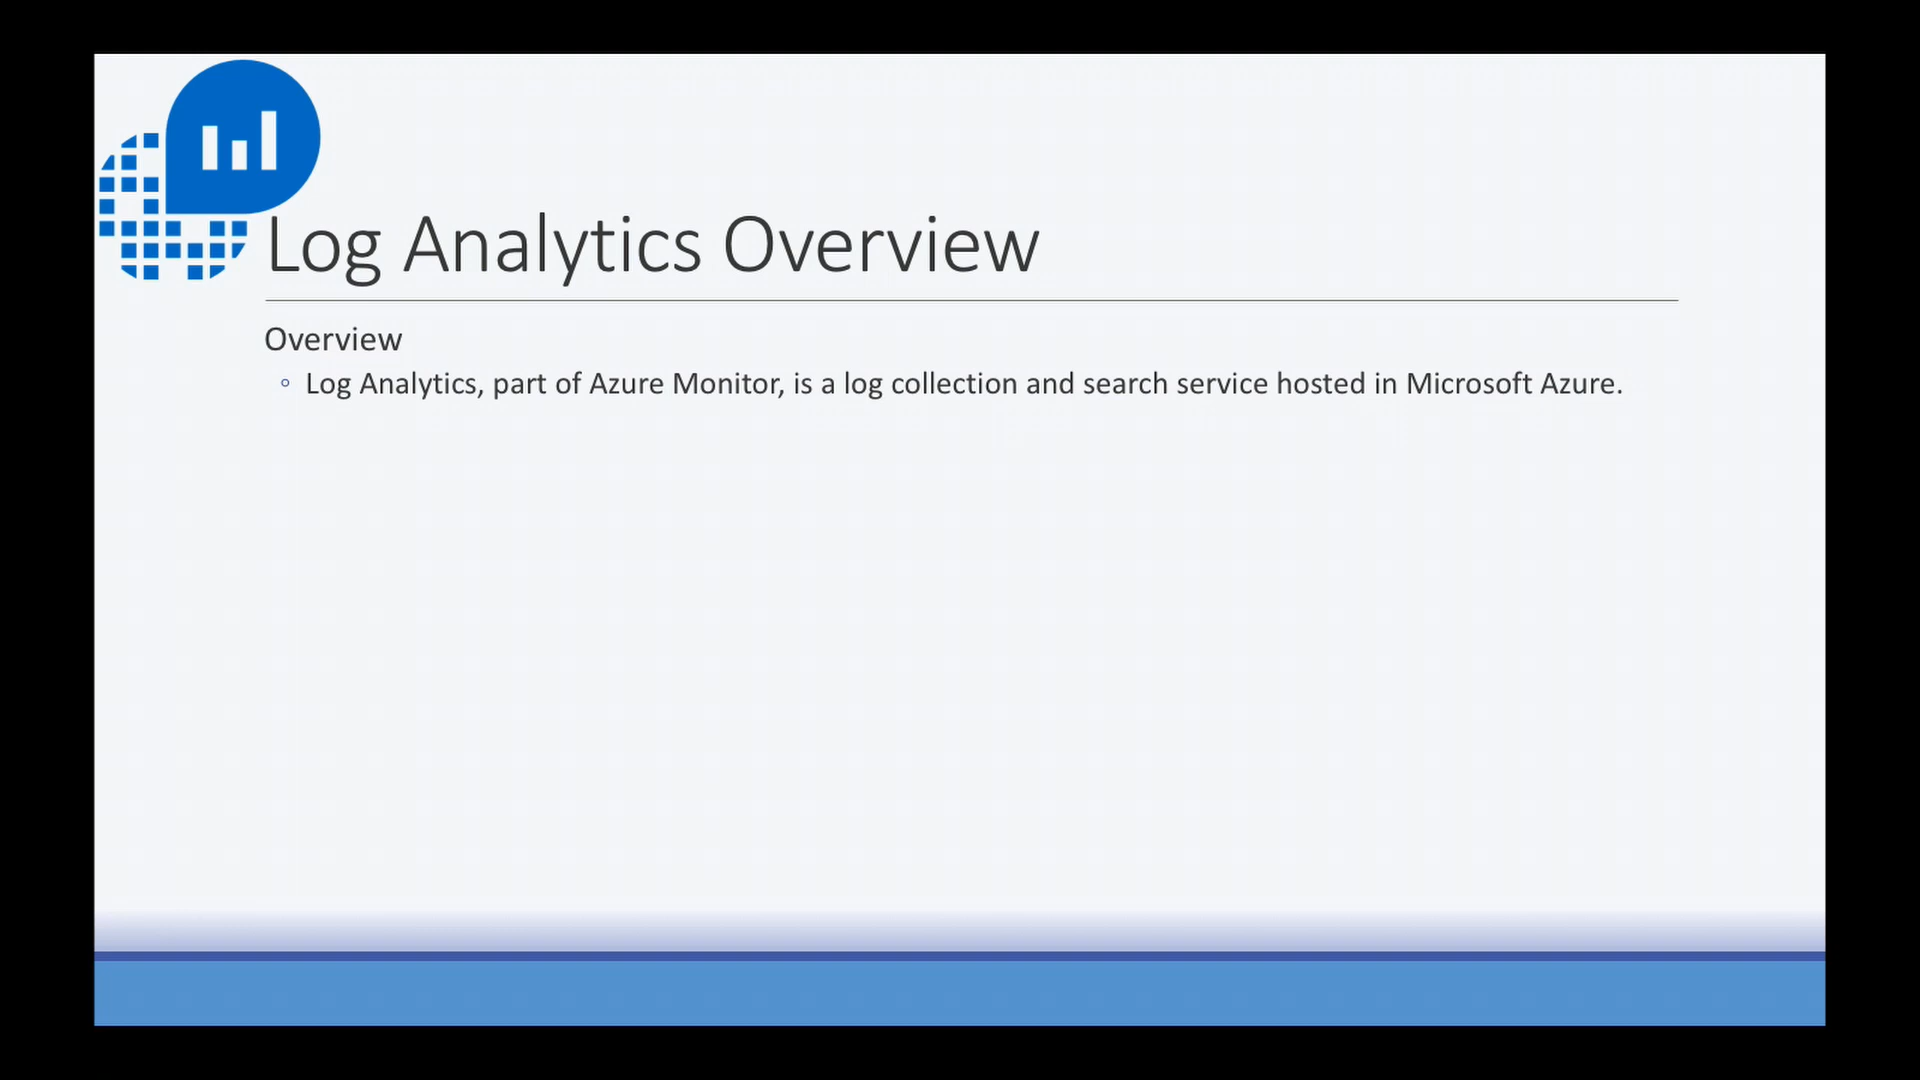 Log Analytics Overview
Overview
◦ Log Analytics, part of Azure Monitor, is a log collection and search service hosted in Microsoft Azure.